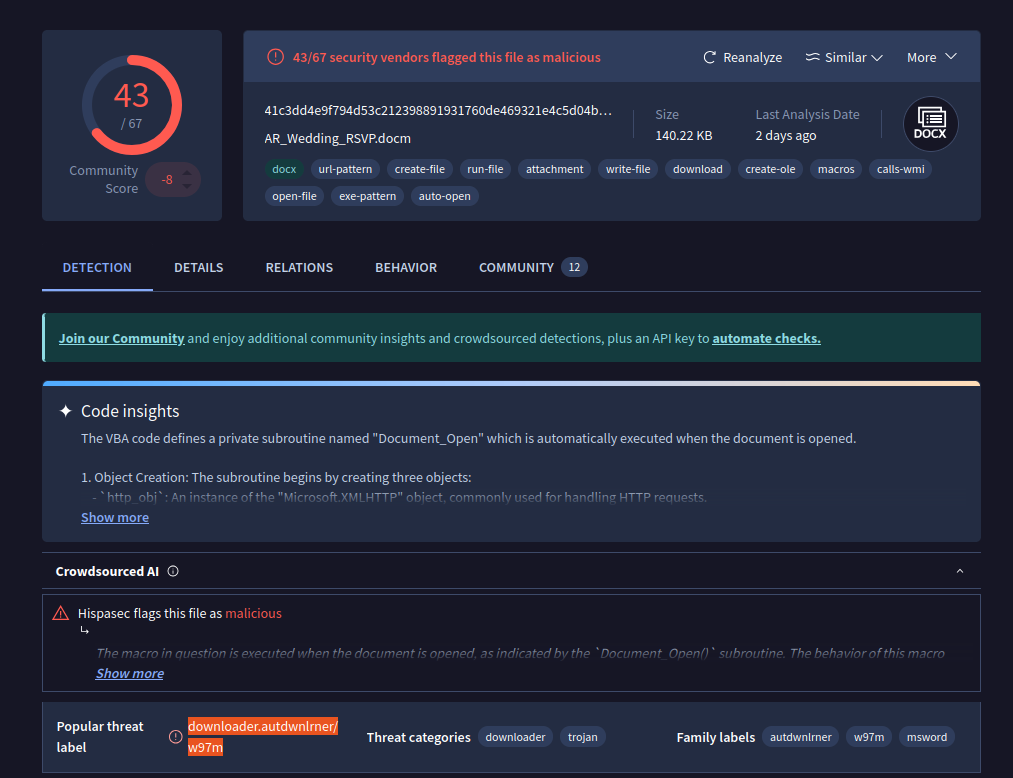 43
/ 67
Community Score
-8
43/67 security vendors flagged this file as malicious
Reanalyze
Similar
More
41c3dd4e9f794d53c212398891931760de469321e4c5d04b…
AR_Wedding_RSVP.docm
Size
140.22 KB
Last Analysis Date
2 days ago
DOCX
docx url-pattern create-file run-file attachment write-file download create-ole macros calls-wmi
open-file exe-pattern auto-open
DETECTION DETAILS RELATIONS BEHAVIOR COMMUNITY 12
Join our Community and enjoy additional community insights and crowdsourced detections, plus an API key to automate checks.
Code insights
The VBA code defines a private subroutine named "Document_Open" which is automatically executed when the document is opened.
1. Object Creation: The subroutine begins by creating three objects:
- `http_obj`: An instance of the "Microsoft.XMLHTTP" object, commonly used for handling HTTP requests.
Show more
Crowdsourced AI
Hispasec flags this file as malicious
The macro in question is executed when the document is opened, as indicated by the `Document_Open()` subroutine. The behavior of this macro
Show more
Popular threat label
downloader.autdwnlrner/
w97m
Threat categories downloader trojan
Family labels autdwnlrner w97m msword